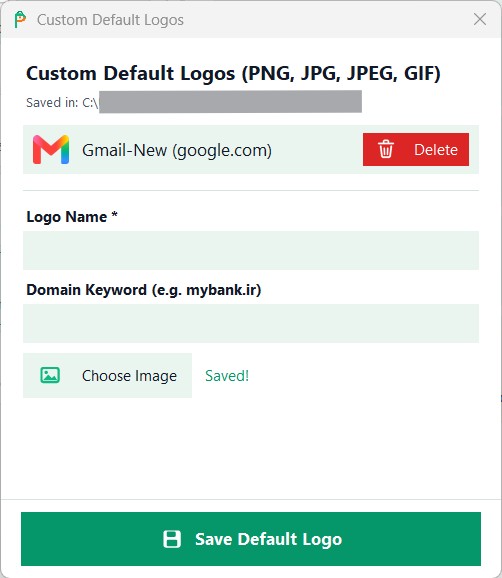 Custom Default Logos
Custom Default Logos (PNG, JPG, JPEG, GIF)
Saved in: C:\
Gmail-New (google.com)
Delete
Logo Name *
Domain Keyword (e.g. mybank.ir)
Choose Image
Saved!
Save Default Logo